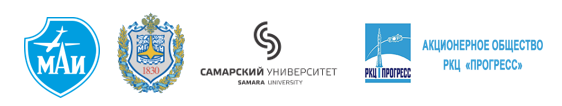 МАИ
1830
САМАРСКИЙ УНИВЕРСИТЕТ
SAMARA UNIVERSITY
РКЦ ПРОГРЕСС
АКЦИОНЕРНОЕ ОБЩЕСТВО
РКЦ «ПРОГРЕСС»